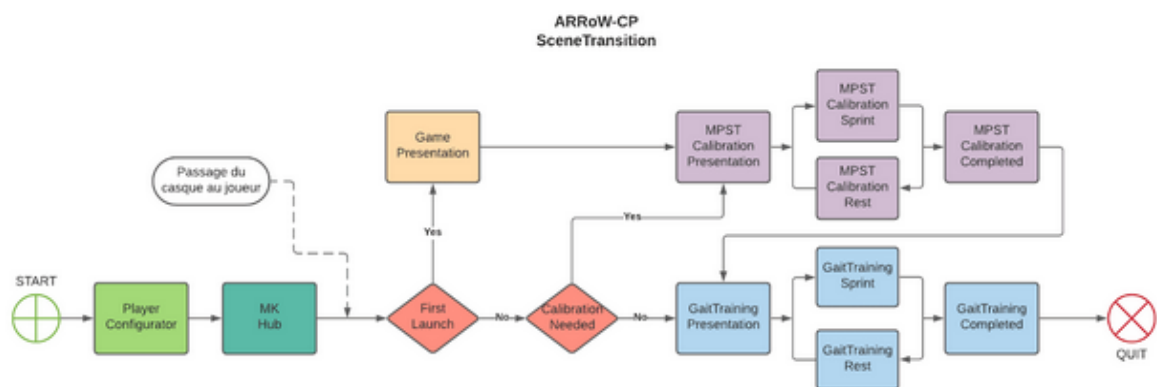 ARRoW-CP
SceneTransition
MPST
Calibration
Sprint
Game
Presentation
MPST
Calibration
Presentation
MPST
Calibration
Completed
Passage du
casque au joueur
MPST
Calibration
Rest
Yes
Yes
START
Player
Configurator
MK
Hub
First
Launch
No
Calibration
Needed
No
GaitTraining
Presentation
GaitTraining
Sprint
GaitTraining
Rest
GaitTraining
Completed
QUIT